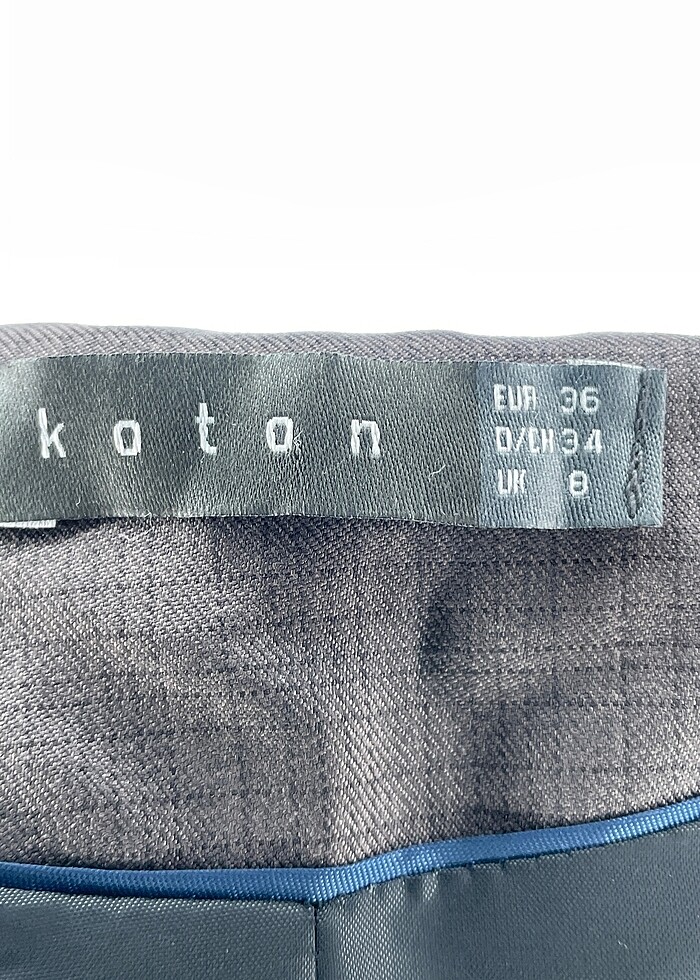 koton
EUR 36
D/CH 34
UK 8